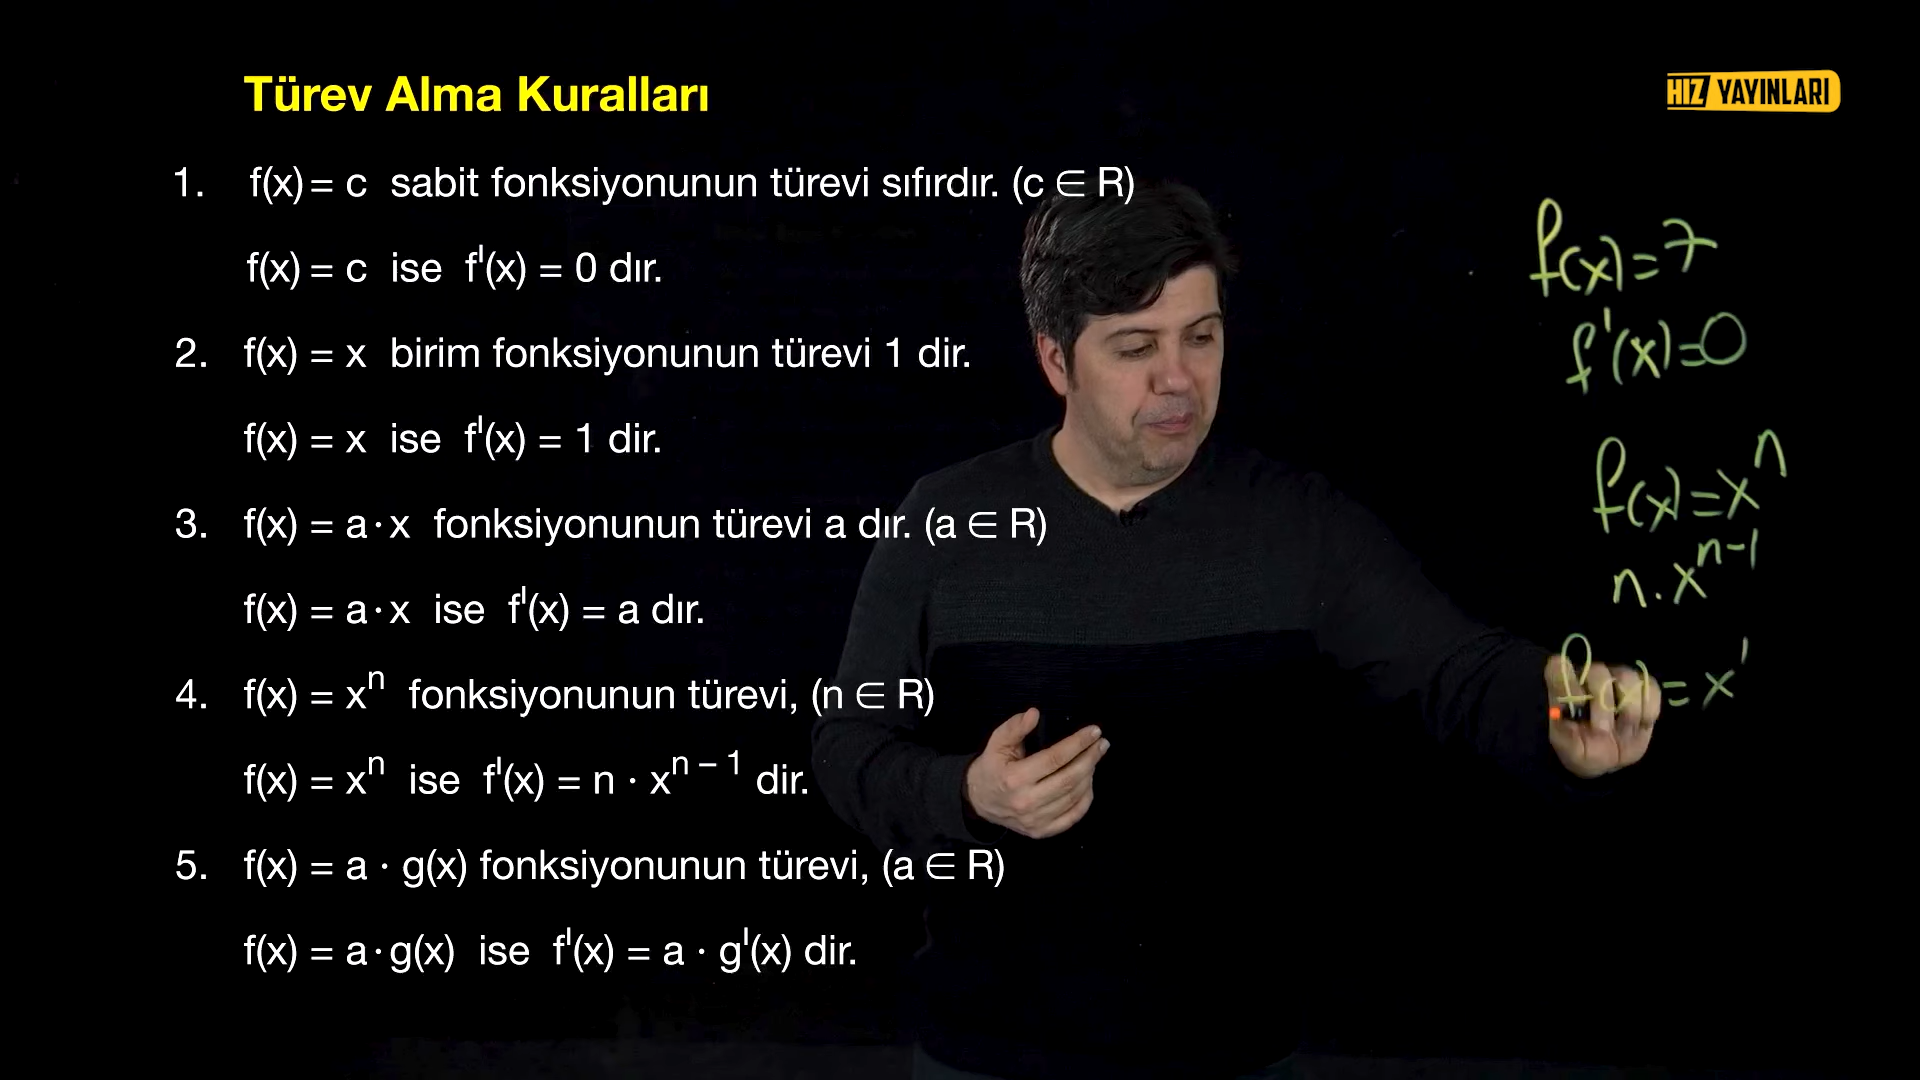 Türev Alma Kuralları
HIZ YAYINLARI
1. f(x) = c sabit fonksiyonunun türevi sıfırdır. (c ∈ R)
f(x) = c ise f'(x) = 0 dır.
2. f(x) = x birim fonksiyonunun türevi 1 dir.
f(x) = x ise f'(x) = 1 dir.
3. f(x) = a · x fonksiyonunun türevi a dır. (a ∈ R)
f(x) = a · x ise f'(x) = a dır.
4. f(x) = xⁿ fonksiyonunun türevi, (n ∈ R)
f(x) = xⁿ ise f'(x) = n · xⁿ⁻¹ dir.
5. f(x) = a · g(x) fonksiyonunun türevi, (a ∈ R)
f(x) = a · g(x) ise f'(x) = a · g'(x) dir.
f(x) = 7
f'(x) = 0
f(x) = xⁿ
n · xⁿ⁻¹
f(x) = x¹